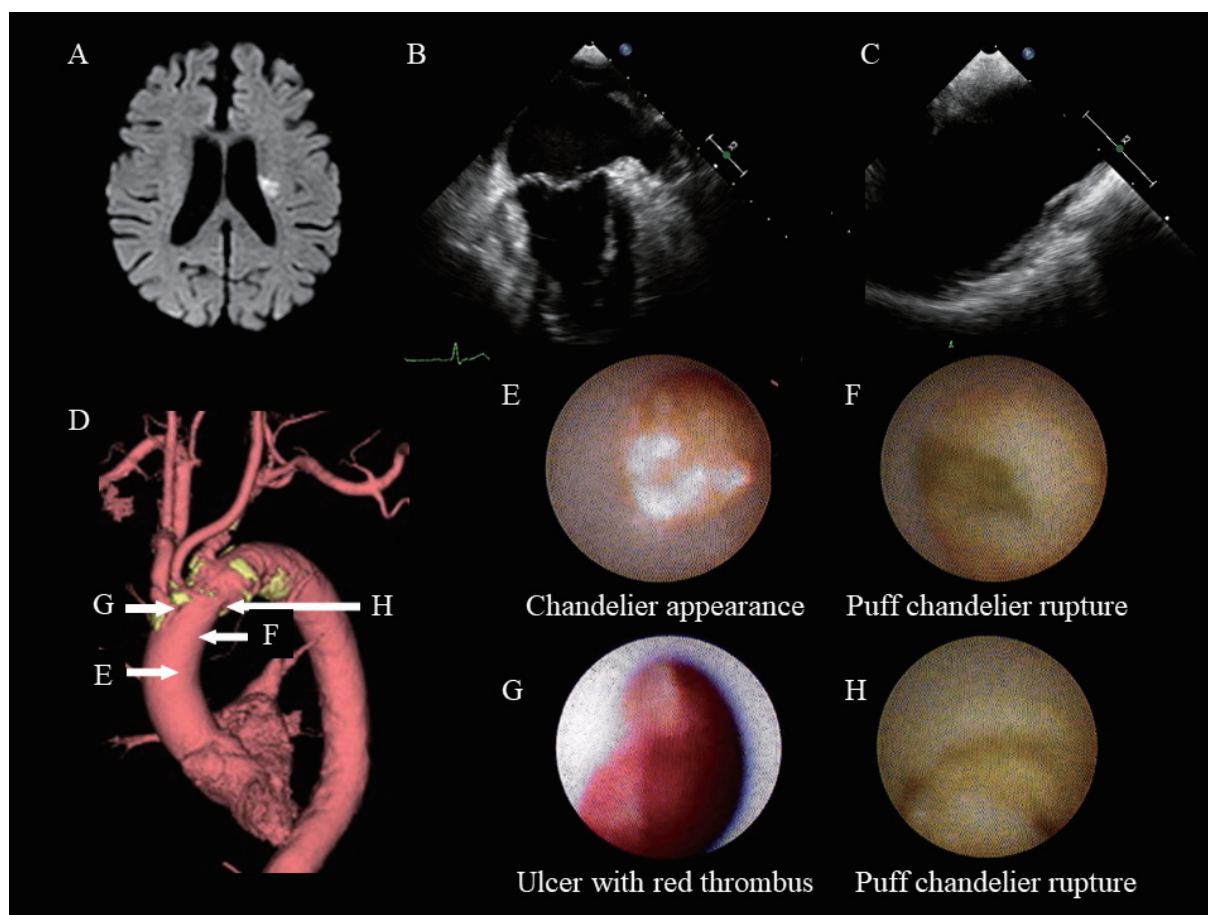 A
B
C
D
E
F
G
H
F
E
Chandelier appearance
Puff chandelier rupture
G
H
Ulcer with red thrombus
Puff chandelier rupture